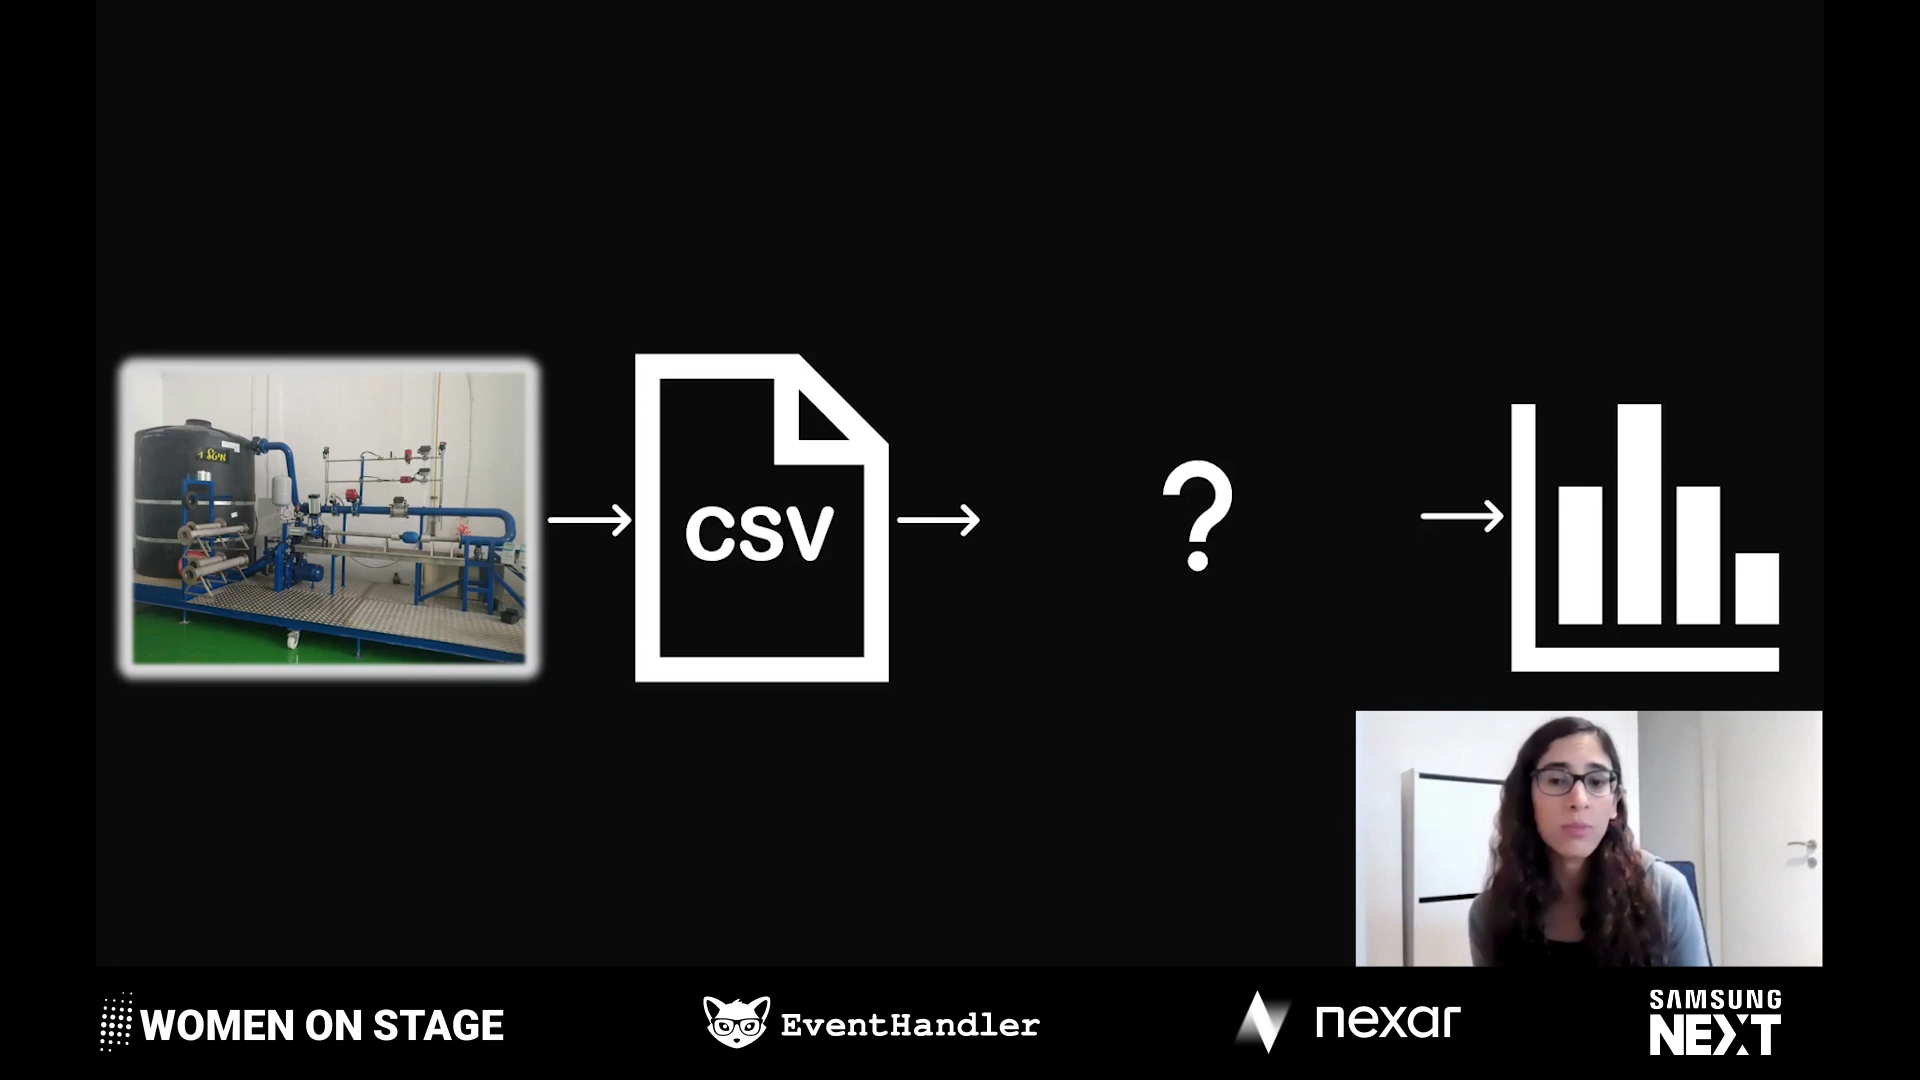 CSV
?
WOMEN ON STAGE
EventHandler
nexar
SAMSUNG
NEXT